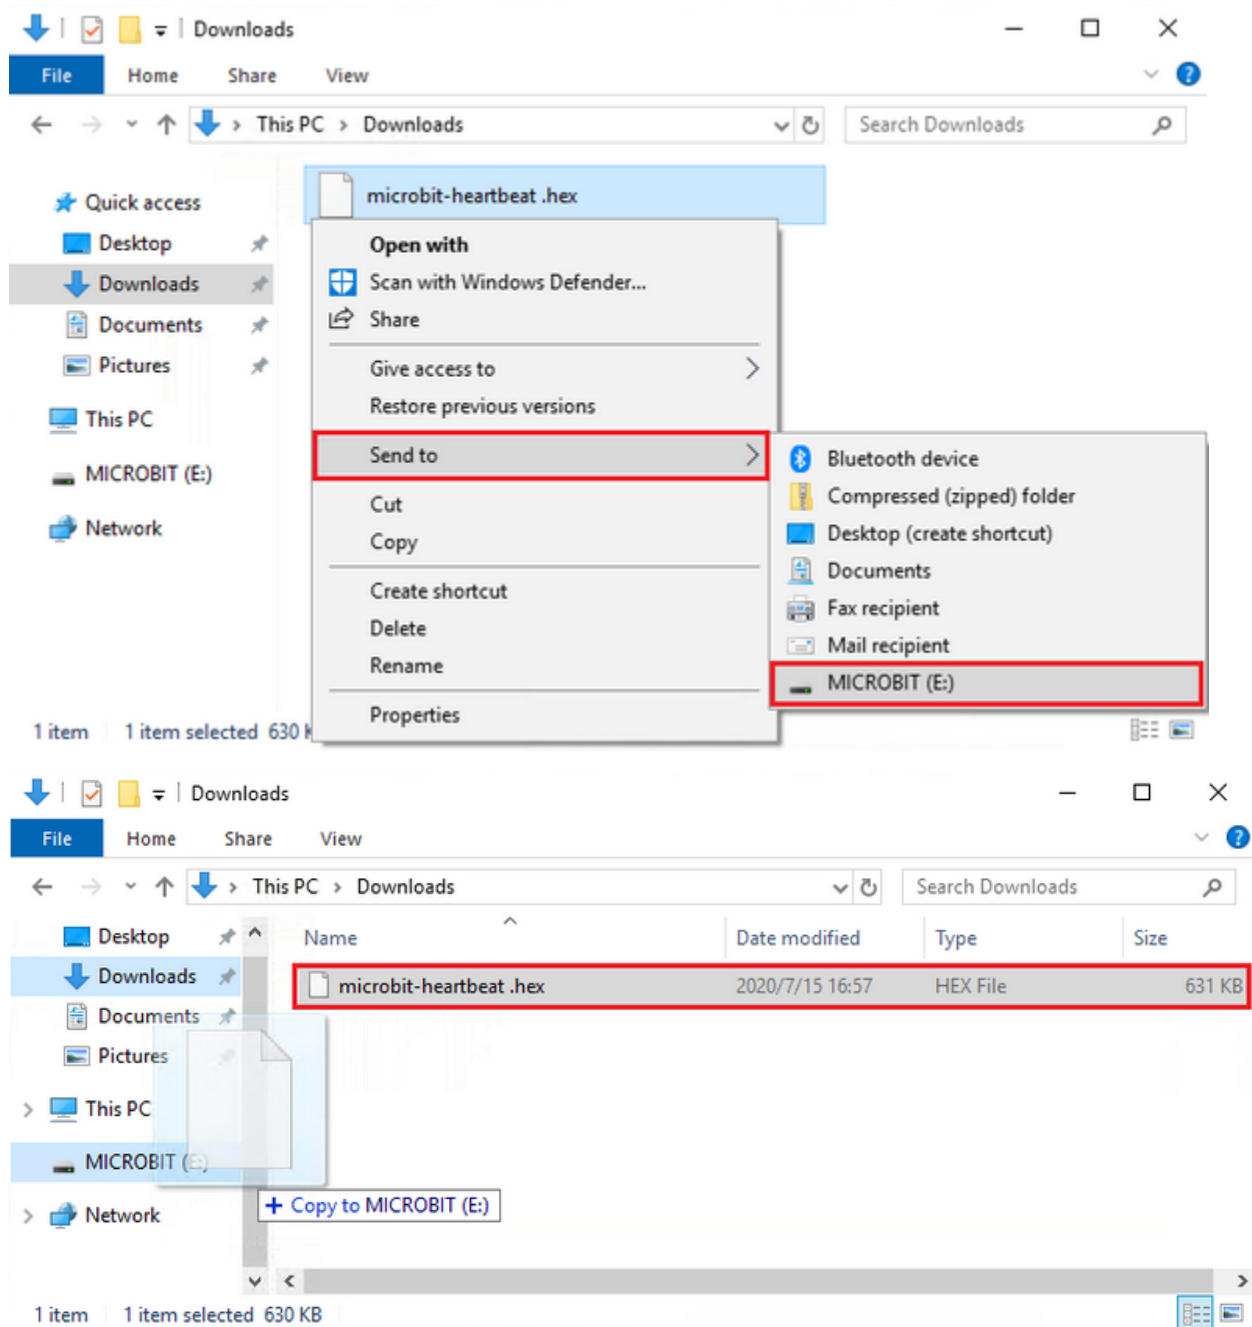 Downloads
File Home Share View
This PC > Downloads Search Downloads
Quick access
Desktop
Downloads
Documents
Pictures
This PC
MICROBIT (E:)
Network
microbit-heartbeat .hex
Open with
Scan with Windows Defender...
Share
Give access to
Restore previous versions
Send to
Cut
Copy
Create shortcut
Delete
Rename
Properties
Bluetooth device
Compressed (zipped) folder
Desktop (create shortcut)
Documents
Fax recipient
Mail recipient
MICROBIT (E:)
1 item 1 item selected 630 K
Downloads
File Home Share View
This PC > Downloads Search Downloads
Desktop
Downloads
Documents
Pictures
This PC
MICROBIT (E:)
Network
Name Date modified Type Size
microbit-heartbeat .hex 2020/7/15 16:57 HEX File 631 KB
+ Copy to MICROBIT (E:)
1 item 1 item selected 630 KB